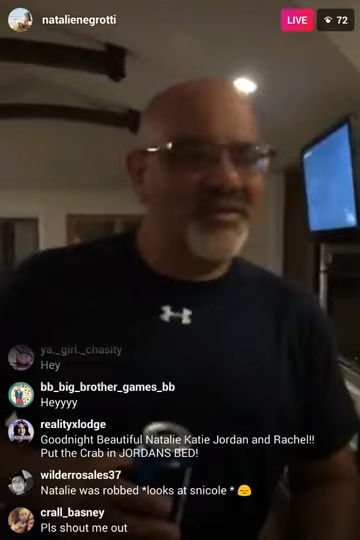 natalienegrotti
LIVE
72
ya._girl._chasity
Hey
bb_big_brother_games_bb
Heyyyy
realityxlodge
Goodnight Beautiful Natalie Katie Jordan and Rachel!!
Put the Crab in JORDANS BED!
wilderrosales37
Natalie was robbed *looks at snicole * 😑
crall_basney
Pls shout me out